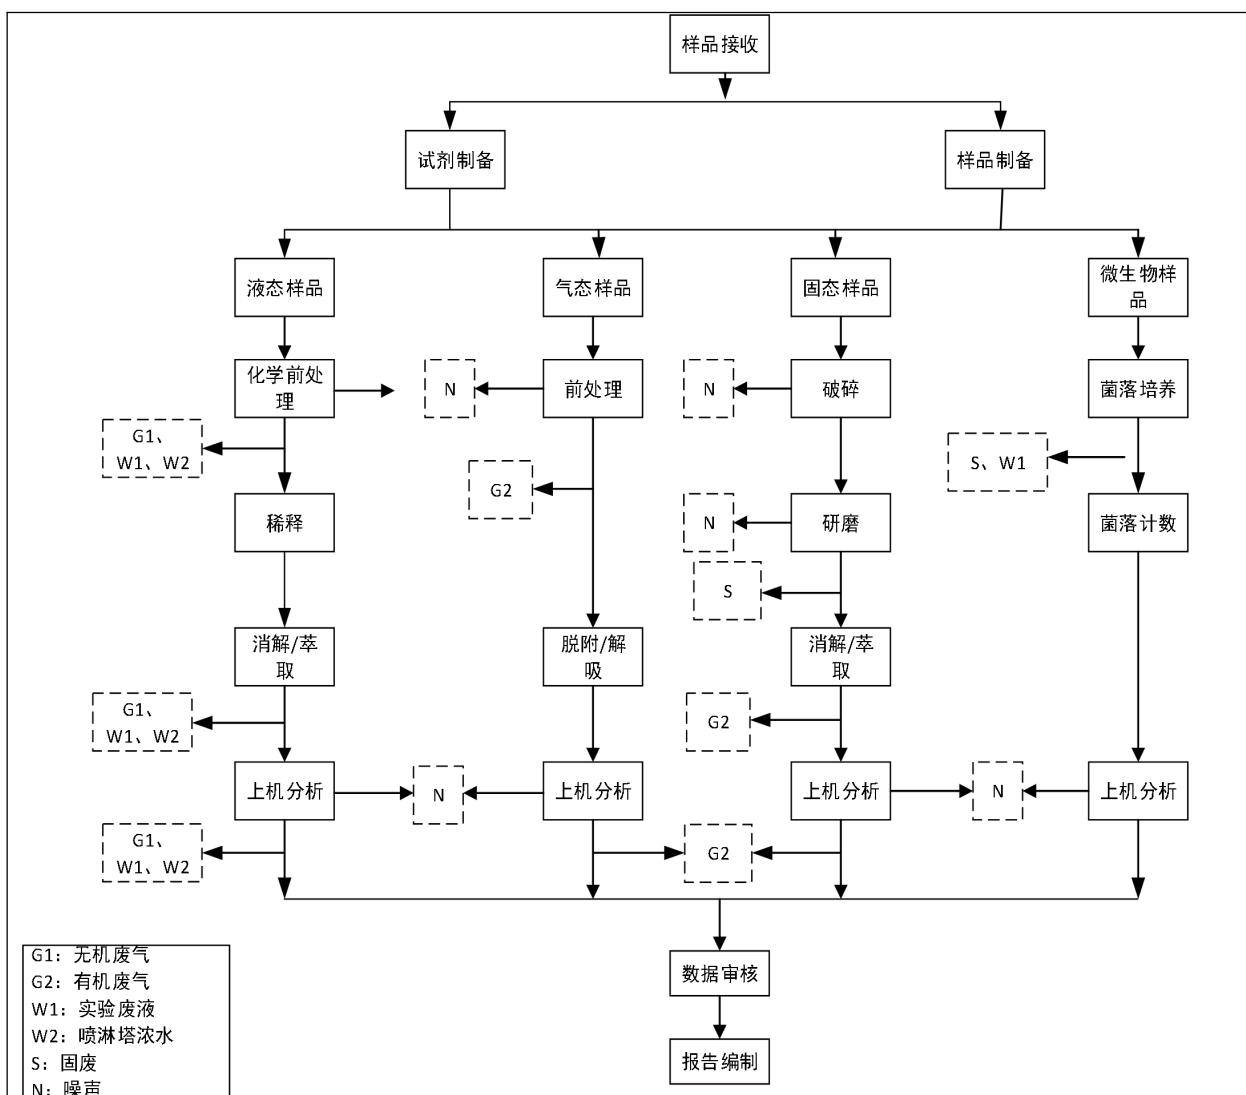 样品接收
试剂制备
样品制备
液态样品
气态样品
固态样品
微生物样
品
化学前处
理
N
前处理
N
破碎
菌落培养
G1、
W1、W2
G2
S、W1
稀释
N
研磨
菌落计数
S
消解/萃
取
脱附/解
吸
消解/萃
取
G1、
W1、W2
G2
上机分析
N
上机分析
上机分析
N
上机分析
G1、
W1、W2
G2
数据审核
报告编制
G1：无机废气
G2：有机废气
W1：实验废液
W2：喷淋塔浓水
S：固废
N：噪声